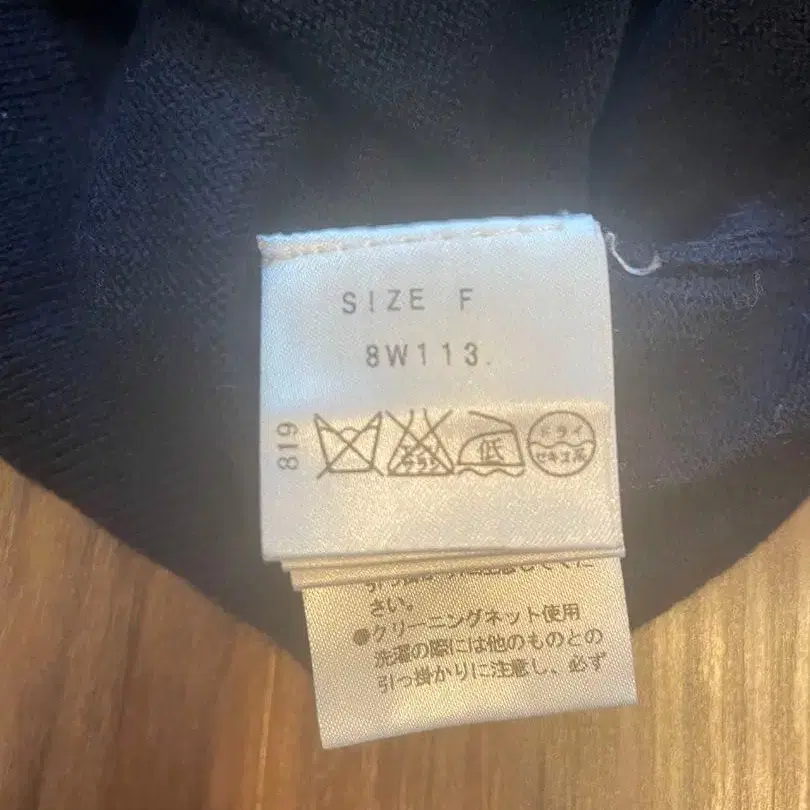 SIZE F
8W113.
819
低
ドライ
セキユ系
さい。
●クリーニングネット使用
洗濯の際には他のものとの
引っ掛かりに注意し、必ず